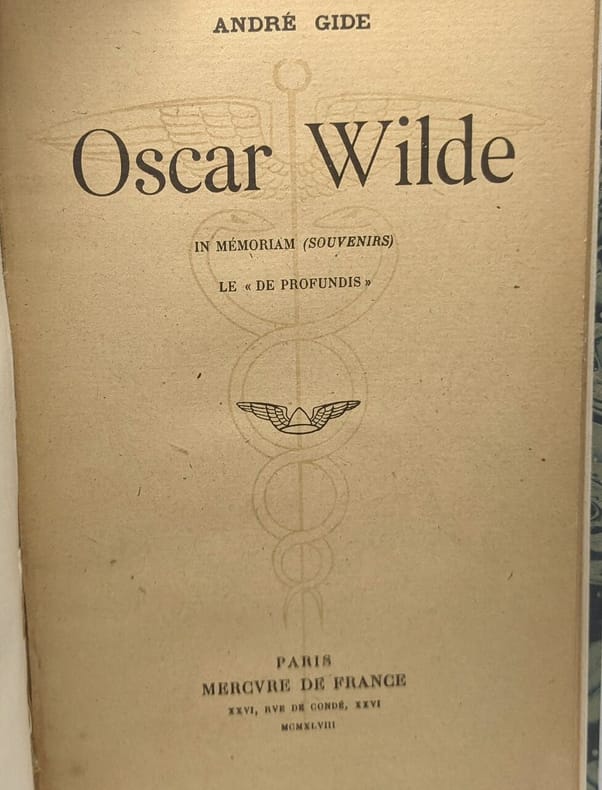 ANDRÉ GIDE
Oscar Wilde
IN MÉMORIAM (SOUVENIRS)
LE « DE PROFUNDIS »
PARIS
MERCVRE DE FRANCE
XXVI, RVE DE CONDÉ, XXVI
MCMXLVIII